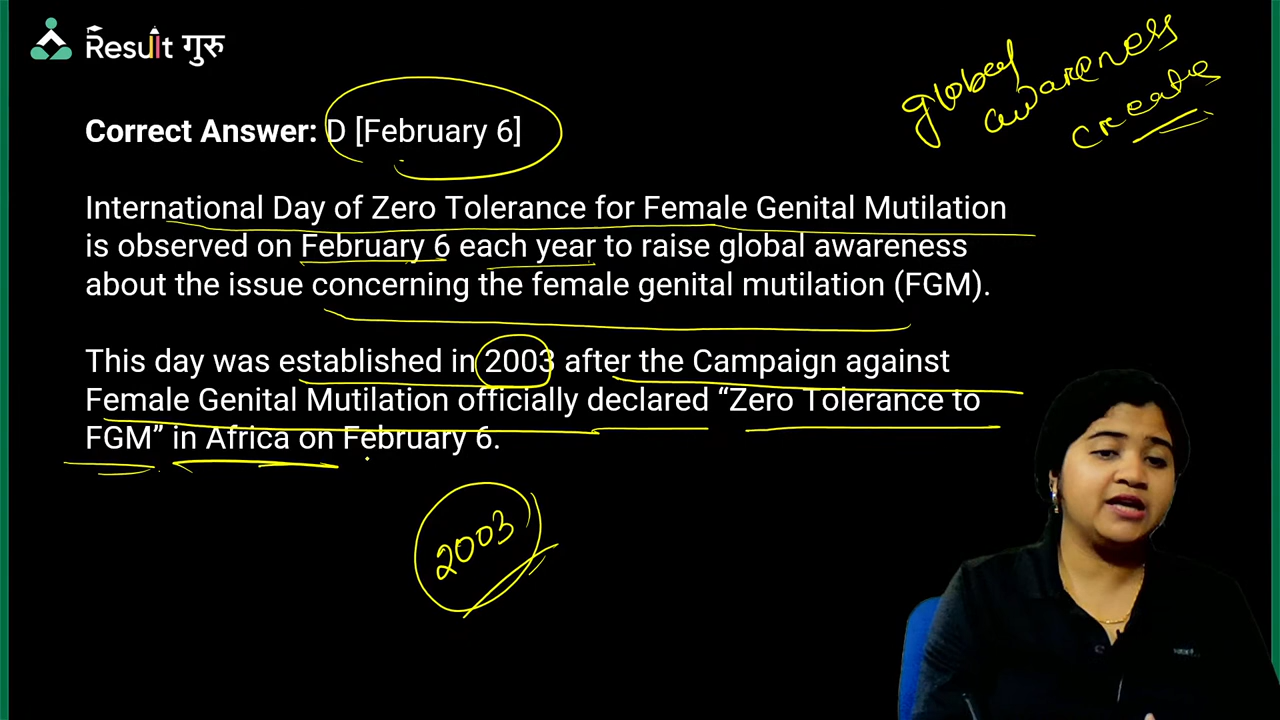 Result गुरु
global
awareness
create
Correct Answer: D [February 6]
International Day of Zero Tolerance for Female Genital Mutilation
is observed on February 6 each year to raise global awareness
about the issue concerning the female genital mutilation (FGM).
This day was established in 2003 after the Campaign against
Female Genital Mutilation officially declared “Zero Tolerance to
FGM” in Africa on February 6.
2003